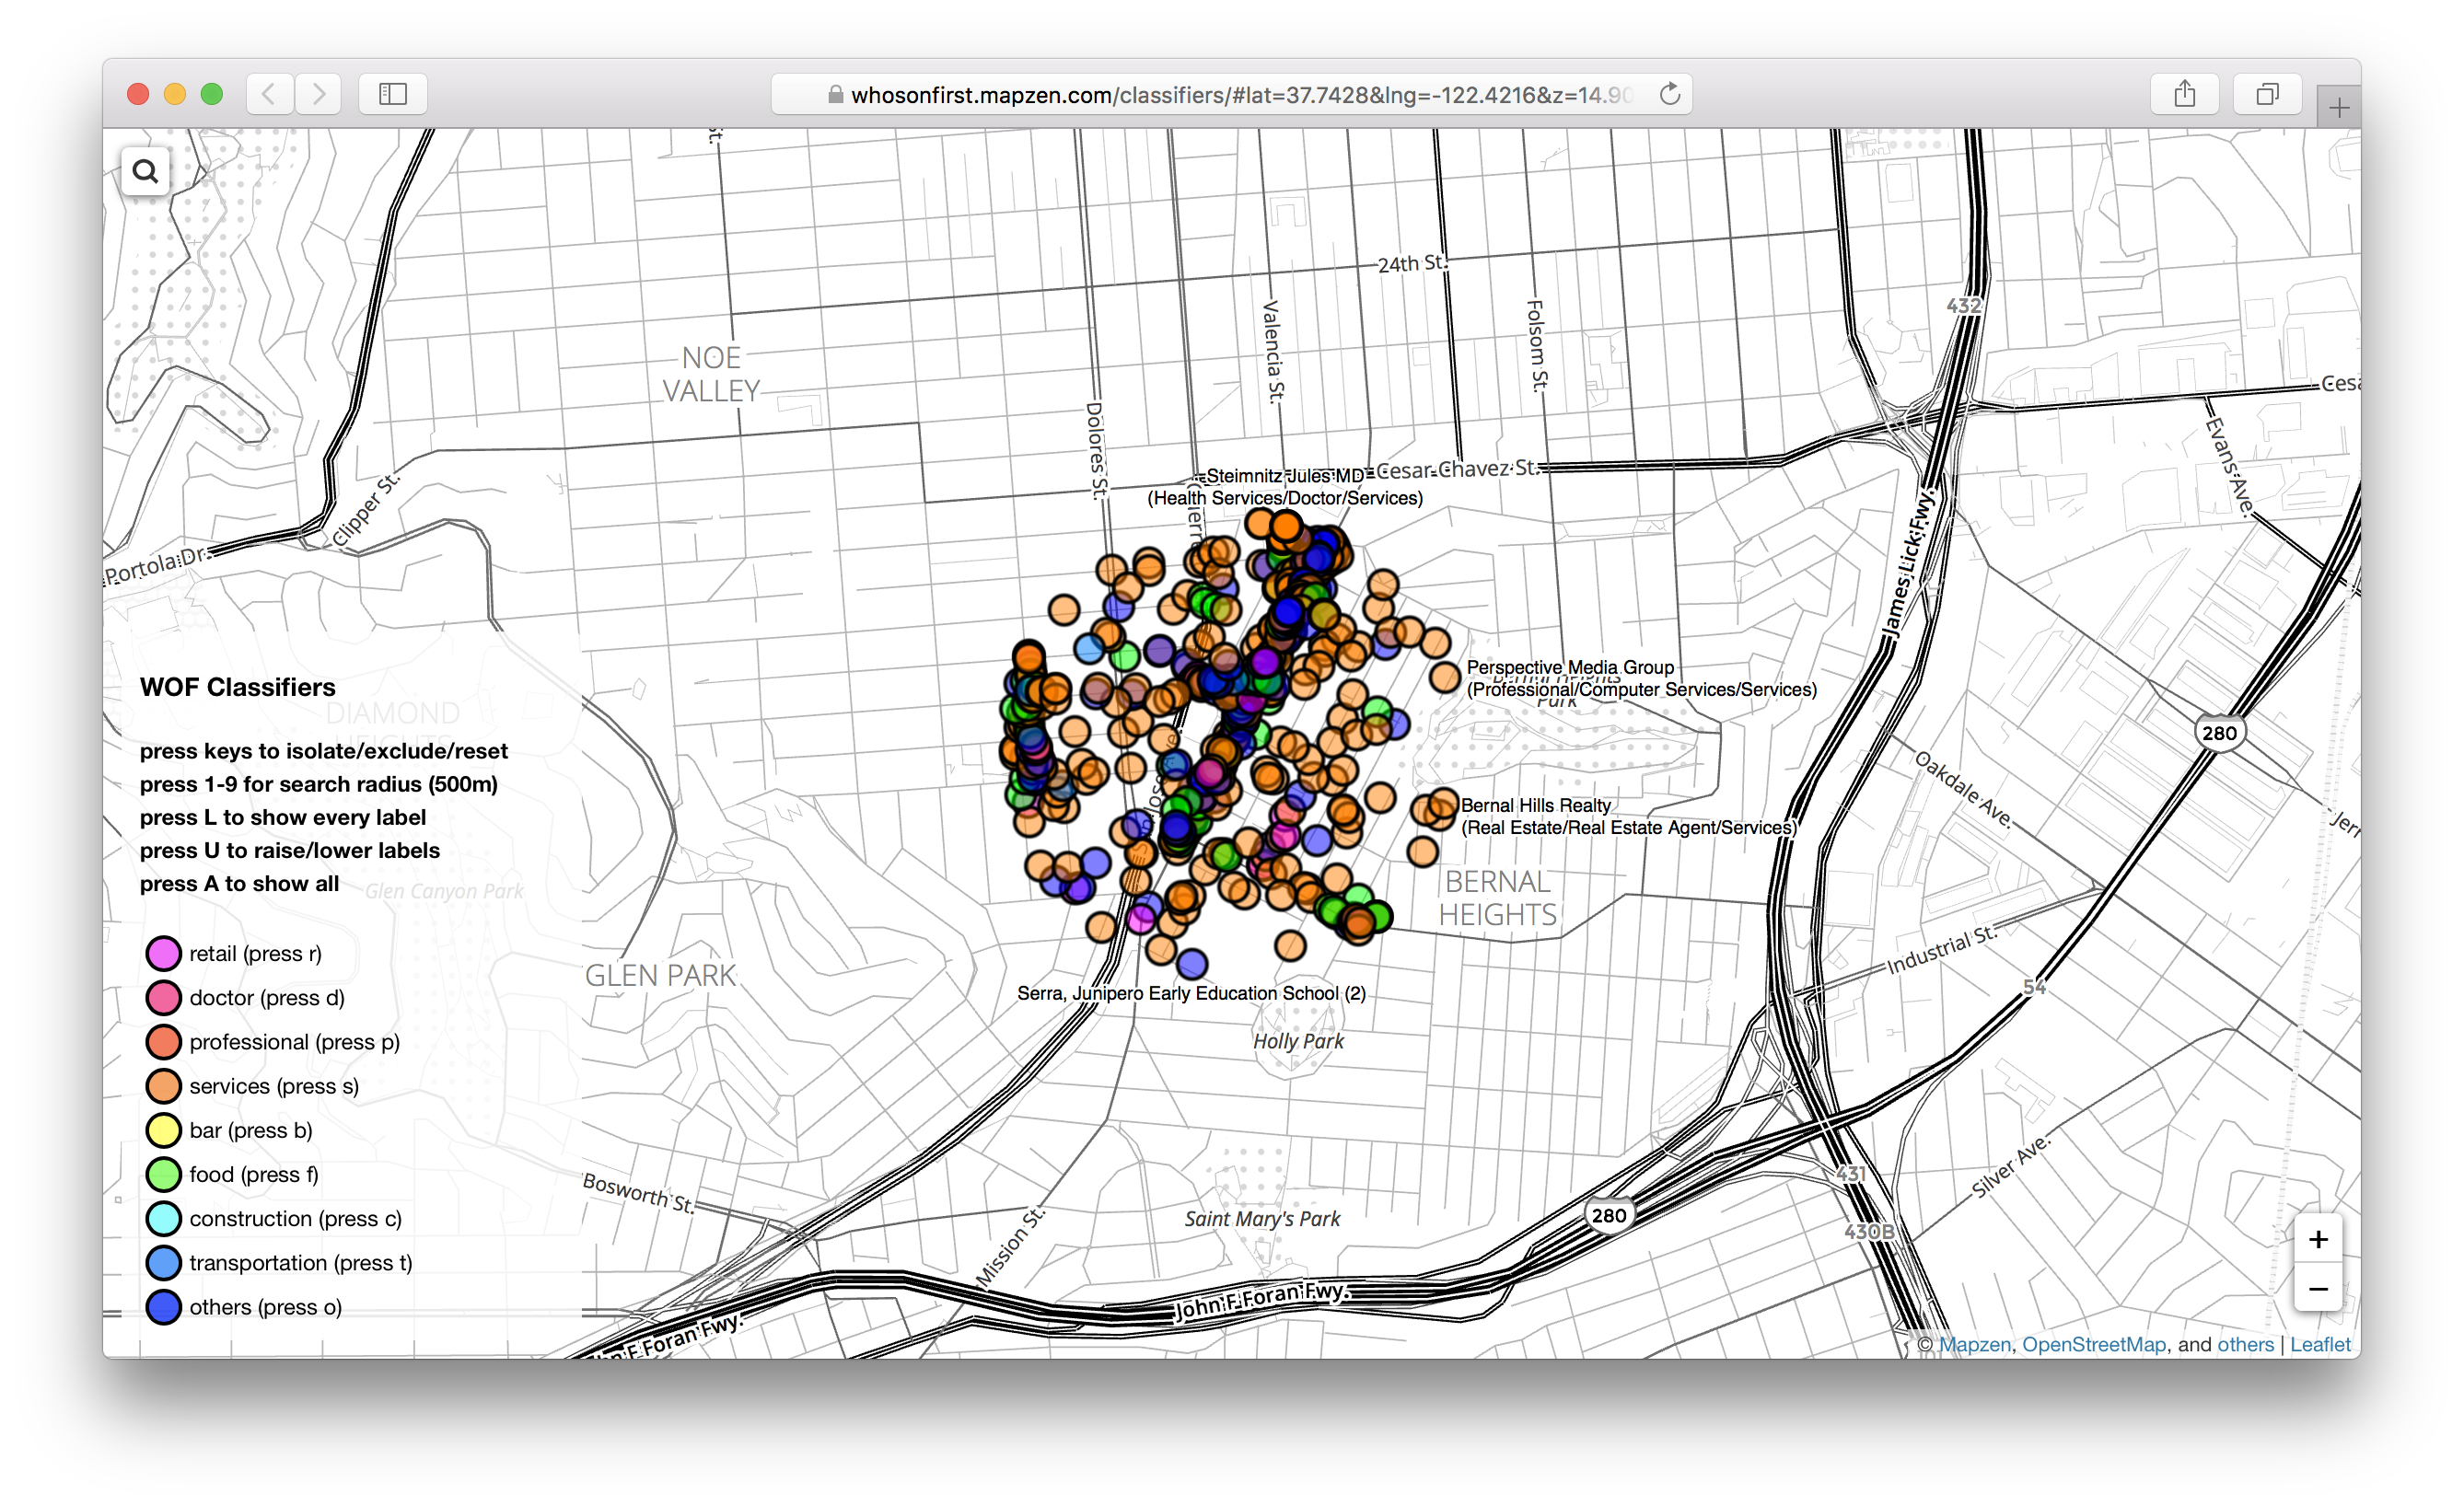 whosonfirst.mapzen.com/classifiers/#lat=37.7428&lng=-122.4216&z=14.90
St.
24th St.
432
NOE
VALLEY
Valencia St.
Folsom St.
Dolores St.
Cesar Chavez St.
Evans Ave.
Clipper St.
Portola Dr.
Steimnitz Jules MD
(Health Services/Doctor/Services)
James Lick Fwy.
Perspective Media Group
(Professional/Computer Services/Services)
Park
280
Oakdale Ave.
WOF Classifiers
DIAMOND
HEIGHTS
press keys to isolate/exclude/reset
press 1-9 for search radius (500m)
press L to show every label
press U to raise/lower labels
press A to show all
Glen Canyon Park
Bernal Hills Realty
(Real Estate/Real Estate Agent/Services)
BERNAL
HEIGHTS
Industrial St.
54
GLEN PARK
Serra, Junipero Early Education School (2)
Holly Park
retail (press r)
doctor (press d)
professional (press p)
services (press s)
bar (press b)
food (press f)
construction (press c)
transportation (press t)
others (press o)
Bosworth St.
Mission St.
Saint Mary's Park
Silver Ave.
431
280
430B
John F Foran Fwy.
F Foran Fwy.
+
−
© Mapzen, OpenStreetMap, and others | Leaflet